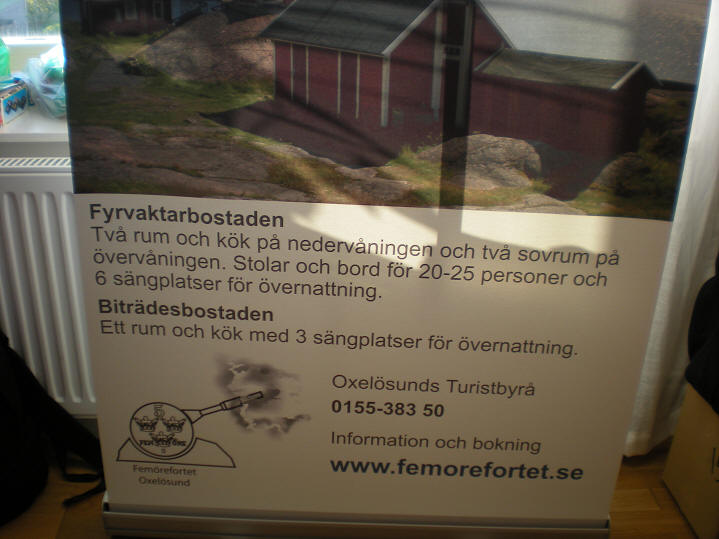 Fyrvaktarbostaden
Två rum och kök på nedervåningen och två sovrum på
övervåningen. Stolar och bord för 20-25 personer och
6 sängplatser för övernattning.
Biträdesbostaden
Ett rum och kök med 3 sängplatser för övernattning.
Oxelösunds Turistbyrå
0155-383 50
Information och bokning
www.femorefortet.se
5
Femörefortet
Oxelösund